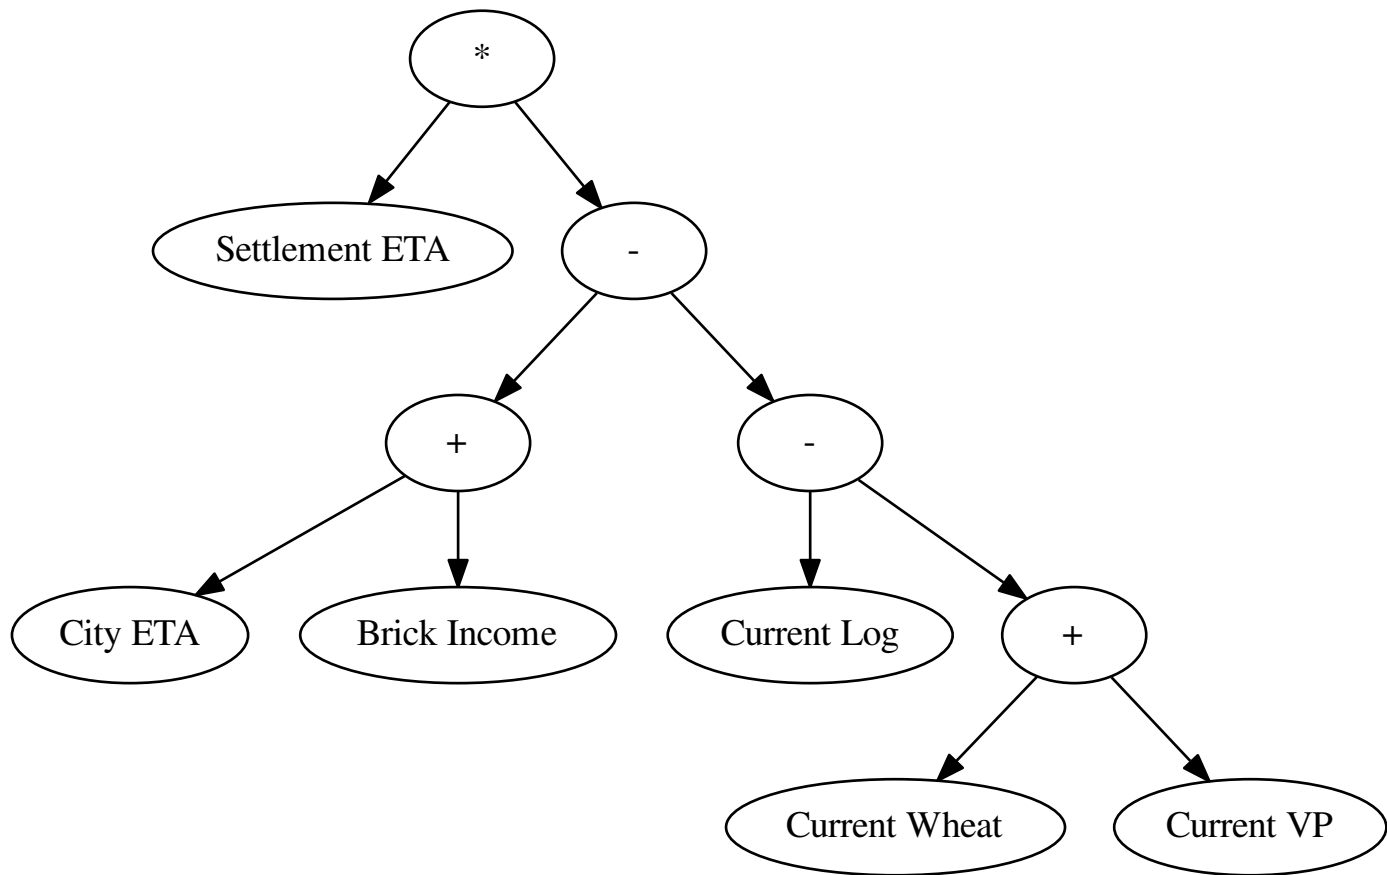 *
Settlement ETA
-
+
-
City ETA
Brick Income
Current Log
+
Current Wheat
Current VP